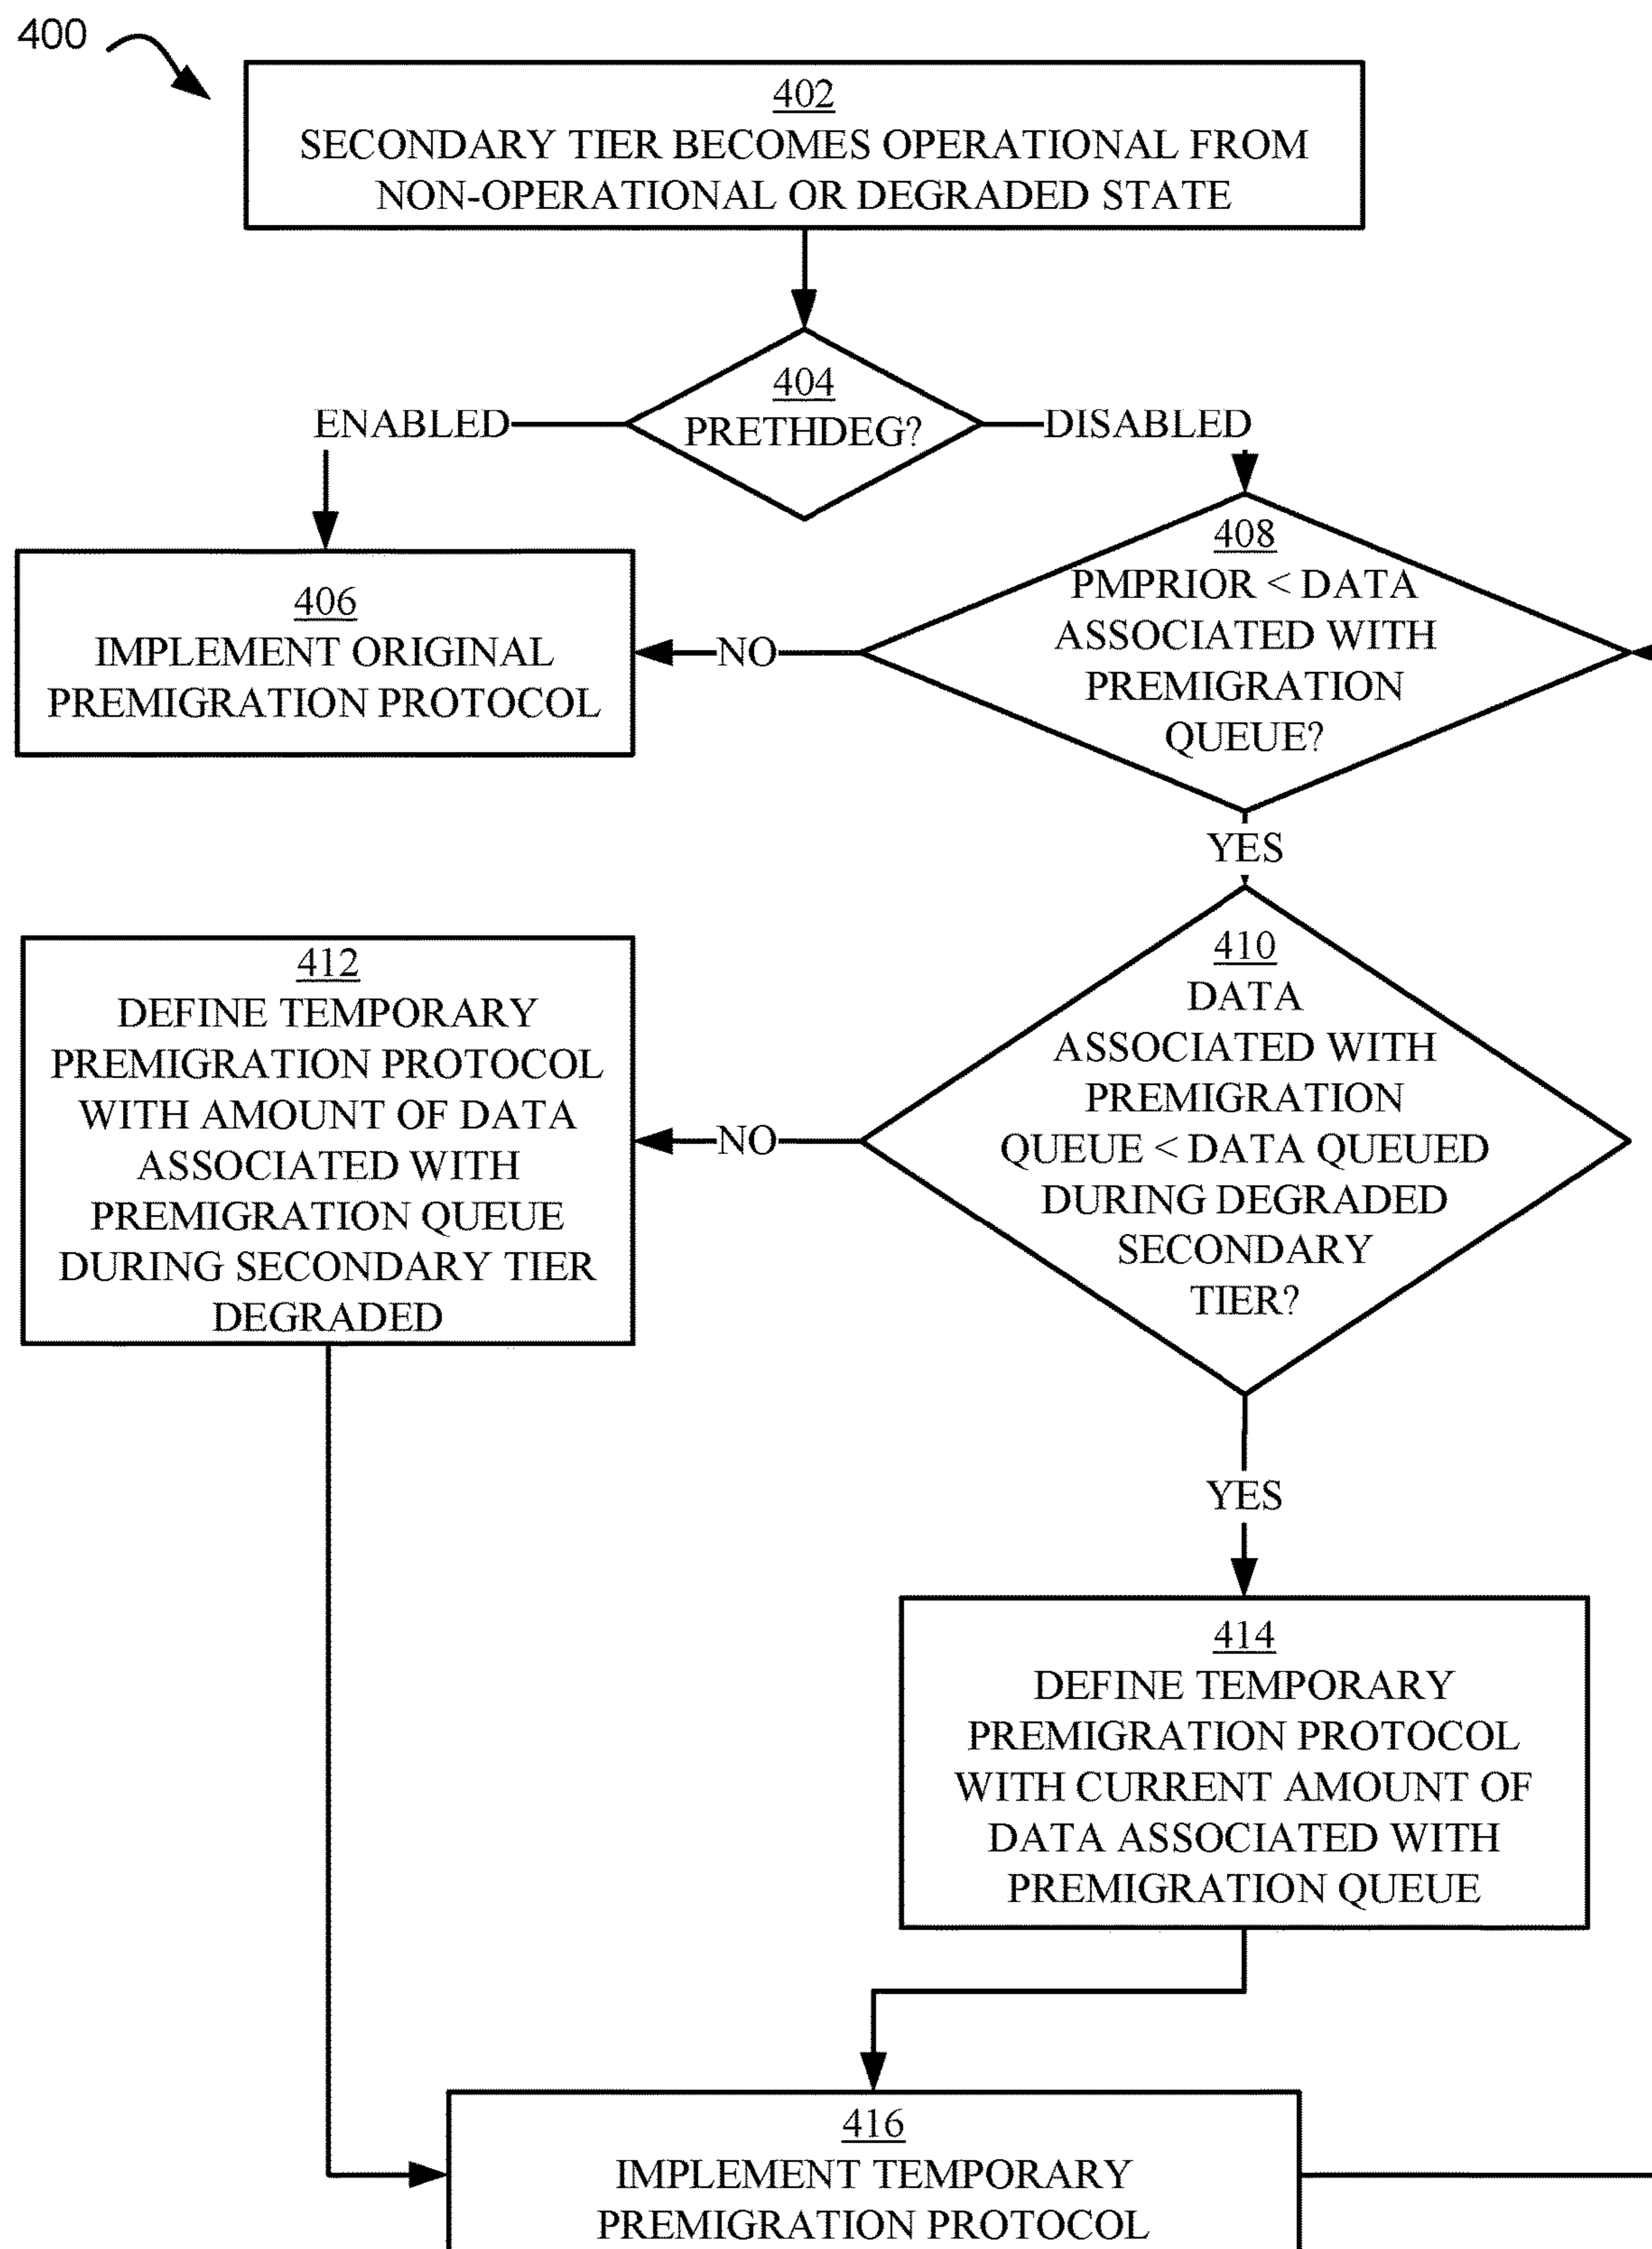 400
402
SECONDARY TIER BECOMES OPERATIONAL FROM
NON-OPERATIONAL OR DEGRADED STATE
404
PRETHDEG?
ENABLED
DISABLED
406
IMPLEMENT ORIGINAL
PREMIGRATION PROTOCOL
NO
408
PMPRIOR < DATA
ASSOCIATED WITH
PREMIGRATION
QUEUE?
YES
410
DATA
ASSOCIATED WITH
PREMIGRATION
QUEUE < DATA QUEUED
DURING DEGRADED
SECONDARY
TIER?
NO
412
DEFINE TEMPORARY
PREMIGRATION PROTOCOL
WITH AMOUNT OF DATA
ASSOCIATED WITH
PREMIGRATION QUEUE
DURING SECONDARY TIER
DEGRADED
YES
414
DEFINE TEMPORARY
PREMIGRATION PROTOCOL
WITH CURRENT AMOUNT OF
DATA ASSOCIATED WITH
PREMIGRATION QUEUE
416
IMPLEMENT TEMPORARY
PREMIGRATION PROTOCOL